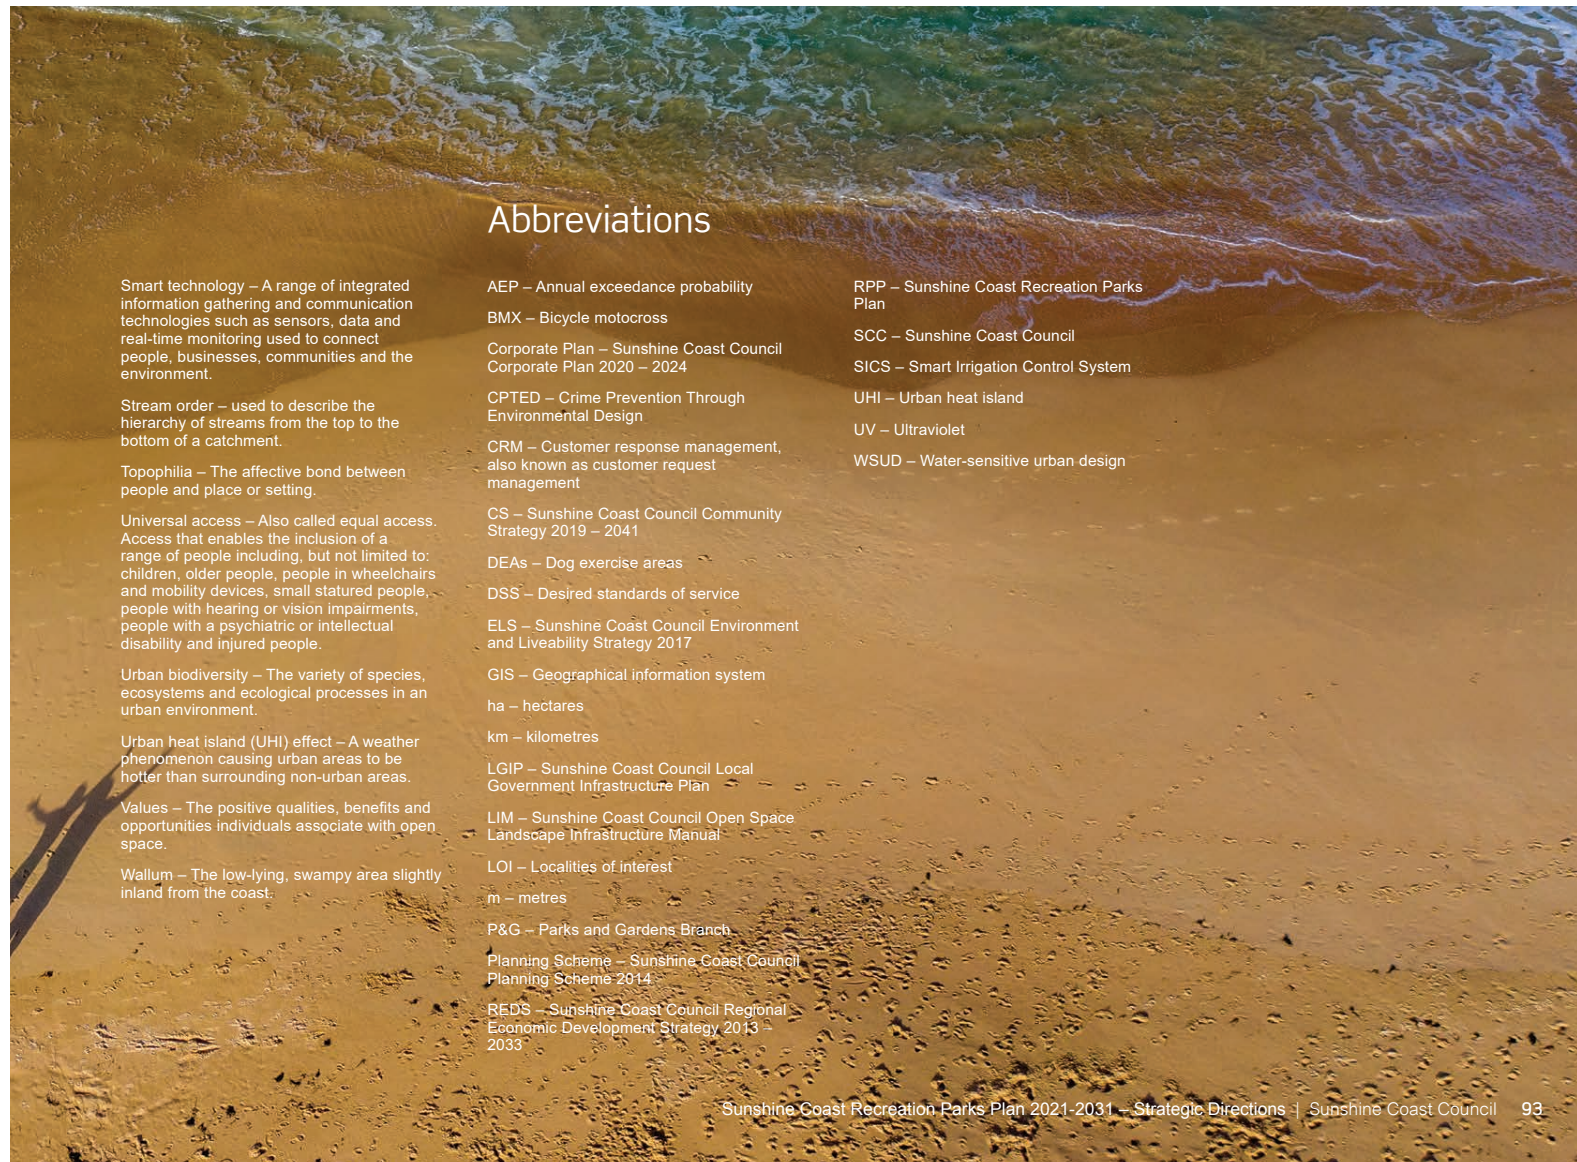 Abbreviations
Smart technology – A range of integrated
information gathering and communication
technologies such as sensors, data and
real-time monitoring used to connect
people, businesses, communities and the
environment.
Stream order – used to describe the
hierarchy of streams from the top to the
bottom of a catchment.
Topophilia – The affective bond between
people and place or setting.
Universal access – Also called equal access.
Access that enables the inclusion of a
range of people including, but not limited to:
children, older people, people in wheelchairs
and mobility devices, small statured people,
people with hearing or vision impairments,
people with a psychiatric or intellectual
disability and injured people.
Urban biodiversity – The variety of species,
ecosystems and ecological processes in an
urban environment.
Urban heat island (UHI) effect – A weather
phenomenon causing urban areas to be
hotter than surrounding non-urban areas.
Values – The positive qualities, benefits and
opportunities individuals associate with open
space.
Wallum – The low-lying, swampy area slightly
inland from the coast.
AEP – Annual exceedance probability
BMX – Bicycle motocross
Corporate Plan – Sunshine Coast Council
Corporate Plan 2020 – 2024
CPTED – Crime Prevention Through
Environmental Design
CRM – Customer response management,
also known as customer request
management
CS – Sunshine Coast Council Community
Strategy 2019 – 2041
DEAs – Dog exercise areas
DSS – Desired standards of service
ELS – Sunshine Coast Council Environment
and Liveability Strategy 2017
GIS – Geographical information system
ha – hectares
km – kilometres
LGIP – Sunshine Coast Council Local
Government Infrastructure Plan
LIM – Sunshine Coast Council Open Space
Landscape Infrastructure Manual
LOI – Localities of interest
m – metres
P&G – Parks and Gardens Branch
Planning Scheme – Sunshine Coast Council
Planning Scheme 2014
REDS – Sunshine Coast Council Regional
Economic Development Strategy 2013 –
2033
RPP – Sunshine Coast Recreation Parks
Plan
SCC – Sunshine Coast Council
SICS – Smart Irrigation Control System
UHI – Urban heat island
UV – Ultraviolet
WSUD – Water-sensitive urban design
Sunshine Coast Recreation Parks Plan 2021-2031 – Strategic Directions | Sunshine Coast Council 93